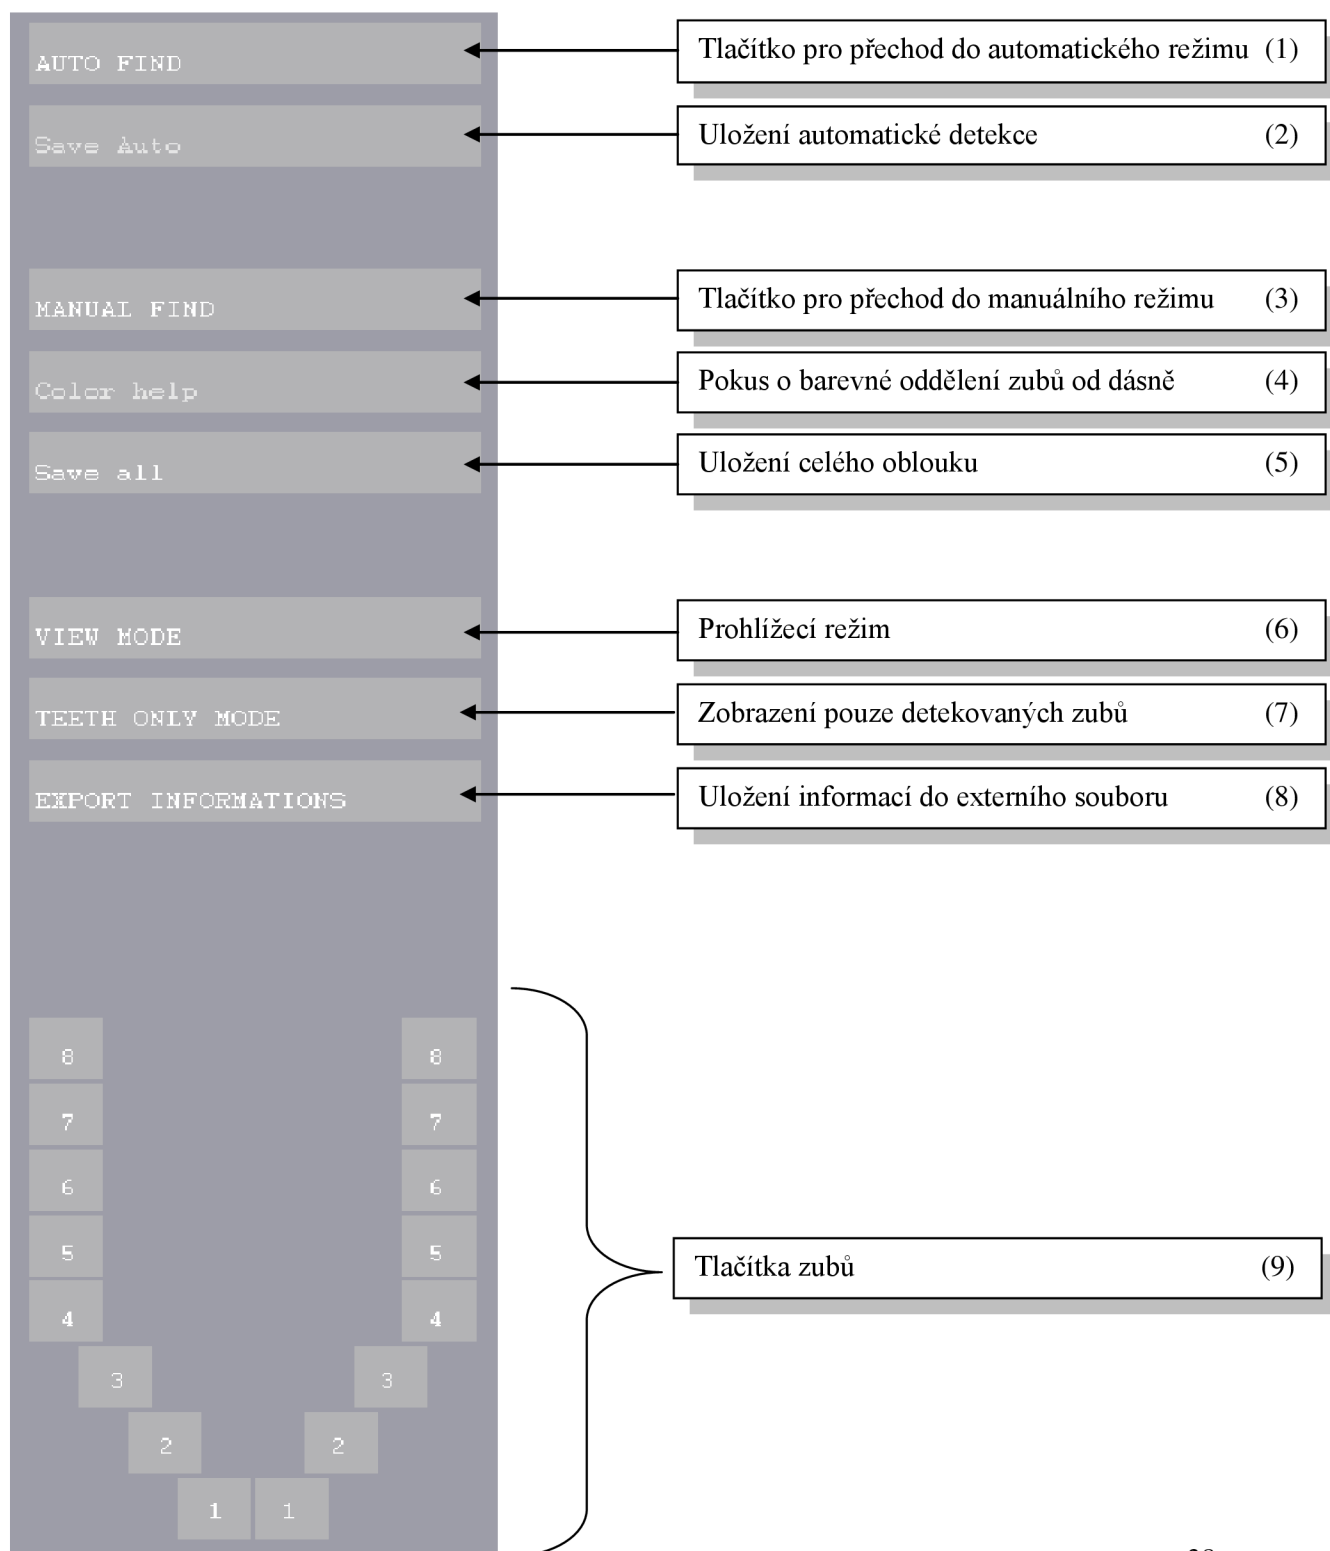 AUTO FIND
Tlačítko pro přechod do automatického režimu (1)
Save Auto
Uložení automatické detekce (2)
MANUAL FIND
Tlačítko pro přechod do manuálního režimu (3)
Color help
Pokus o barevné oddělení zubů od dásně (4)
Save all
Uložení celého oblouku (5)
VIEW MODE
Prohlížecí režim (6)
TEETH ONLY MODE
Zobrazení pouze detekovaných zubů (7)
EXPORT INFORMATIONS
Uložení informací do externího souboru (8)
8 8
7 7
6 6
5 5
Tlačítka zubů (9)
4 4
3 3
2 2
1 1